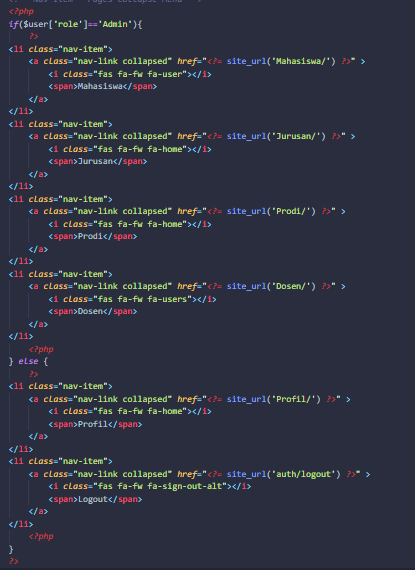 <!-- Nav Item - Pages Collapse Menu -->
<?php
if($user['role']=='Admin'){
    ?>
<li class="nav-item">
    <a class="nav-link collapsed" href="<?= site_url('Mahasiswa/') ?>" >
        <i class="fas fa-fw fa-user"></i>
        <span>Mahasiswa</span>
    </a>
</li>
<li class="nav-item">
    <a class="nav-link collapsed" href="<?= site_url('Jurusan/') ?>" >
        <i class="fas fa-fw fa-home"></i>
        <span>Jurusan</span>
    </a>
</li>
<li class="nav-item">
    <a class="nav-link collapsed" href="<?= site_url('Prodi/') ?>" >
        <i class="fas fa-fw fa-home"></i>
        <span>Prodi</span>
    </a>
</li>
<li class="nav-item">
    <a class="nav-link collapsed" href="<?= site_url('Dosen/') ?>" >
        <i class="fas fa-fw fa-users"></i>
        <span>Dosen</span>
    </a>
</li>
    <?php
} else {
    ?>
<li class="nav-item">
    <a class="nav-link collapsed" href="<?= site_url('Profil/') ?>" >
        <i class="fas fa-fw fa-home"></i>
        <span>Profil</span>
    </a>
</li>
<li class="nav-item">
    <a class="nav-link collapsed" href="<?= site_url('auth/logout') ?>" >
        <i class="fas fa-fw fa-sign-out-alt"></i>
        <span>Logout</span>
    </a>
</li>
    <?php
}
?>